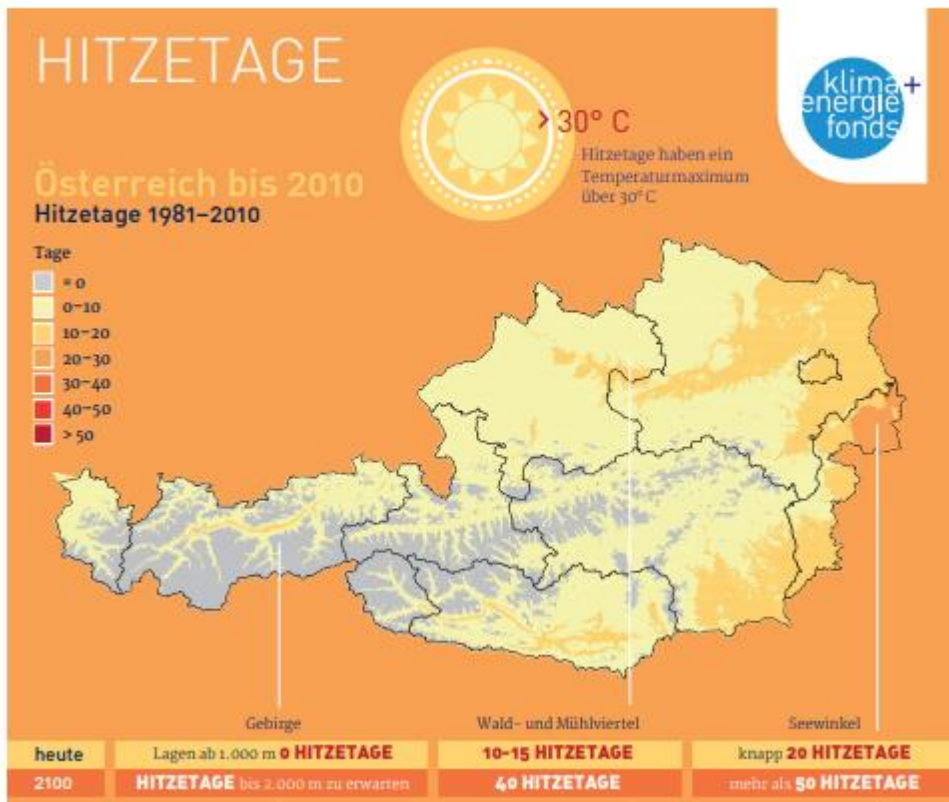 HITZETAGE
klima+
energie
fonds
> 30° C
Hitzetage haben ein
Temperaturmaximum
über 30° C
Österreich bis 2010
Hitzetage 1981–2010
Tage
= 0
0–10
10–20
20–30
30–40
40–50
> 50
Gebirge
Wald- und Mühlviertel
Seewinkel
heute
Lagen ab 1.000 m 0 HITZETAGE
10-15 HITZETAGE
knapp 20 HITZETAGE
2100
HITZETAGE bis 2.000 m zu erwarten
40 HITZETAGE
mehr als 50 HITZETAGE